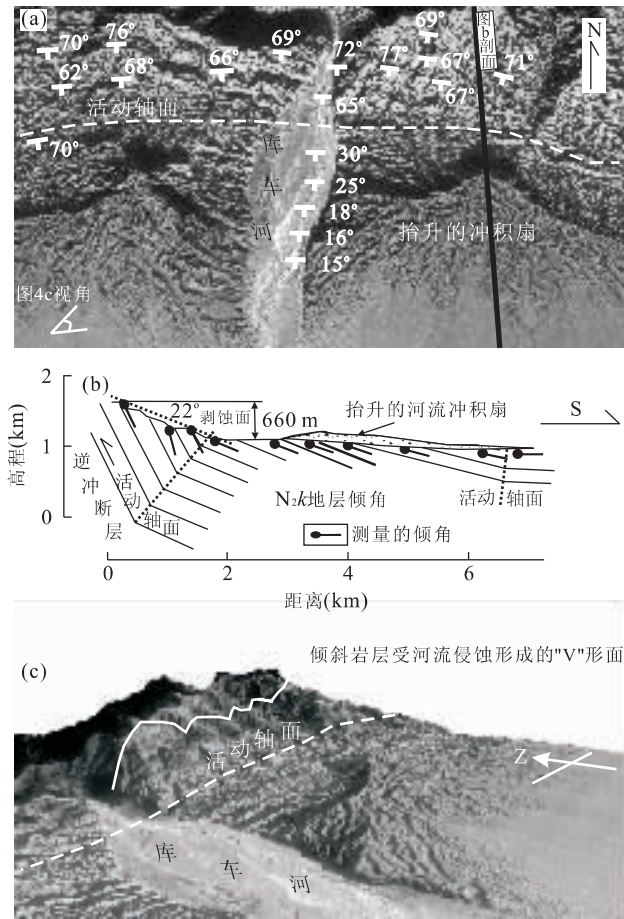 (a)
70°
76°
66°
69°
72°
77°
69°
67°
71°
图b剖面
N
62°
68°
67°
活动轴面
65°
70°
库车河
30°
25°
18°
16°
15°
抬升的冲积扇
图4c视角
(b)
2
1
0
高程(km)
22°
剥蚀面
660 m
抬升的河流冲积扇
S
逆冲断层
活动轴面
N₂k地层倾角
活动轴面
测量的倾角
0
2
4
6
距离(km)
(c)
倾斜岩层受河流侵蚀形成的"V"形面
活动轴面
Z
库车河